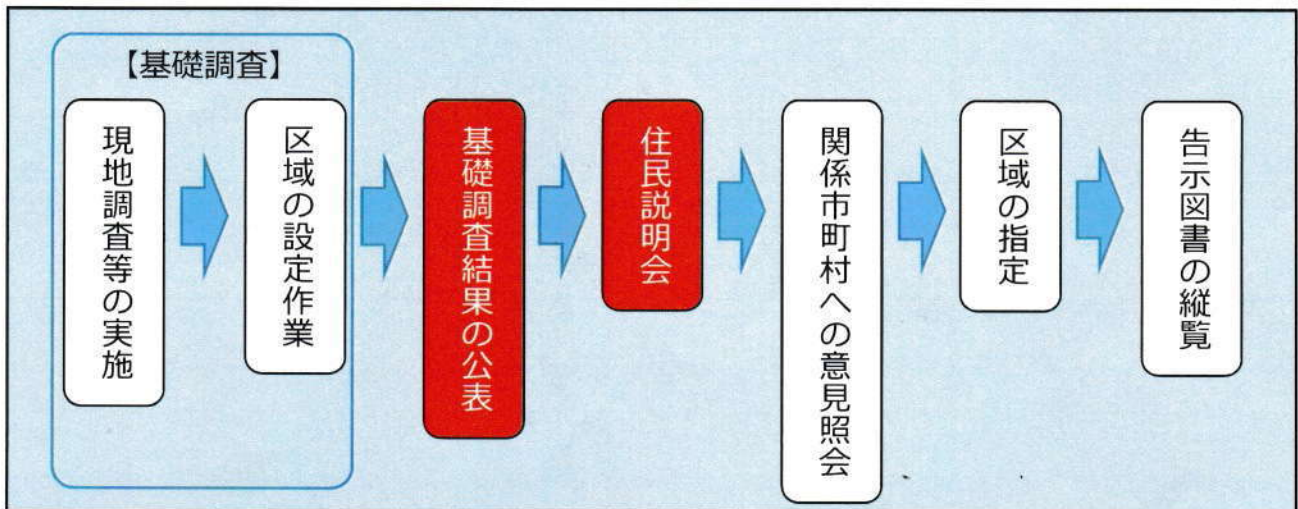 【基礎調査】
現地調査等の実施
区域の設定作業
基礎調査結果の公表
住民説明会
関係市町村への意見照会
区域の指定
告示図書の縦覧